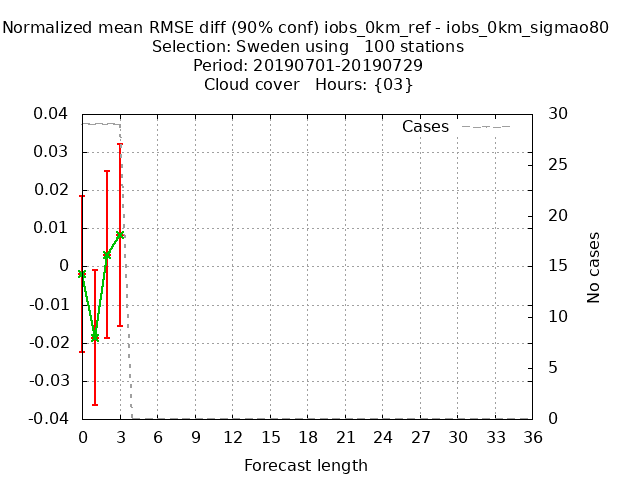 Normalized mean RMSE diff (90% conf) iobs_0km_ref - iobs_0km_sigmao80
Selection: Sweden using   100 stations
Period: 20190701-20190729
Cloud cover   Hours: {03}
Cases
0.04
0.03
0.02
0.01
0
-0.01
-0.02
-0.03
-0.04
30
25
20
15
10
5
0
No cases
0 3 6 9 12 15 18 21 24 27 30 33 36
Forecast length